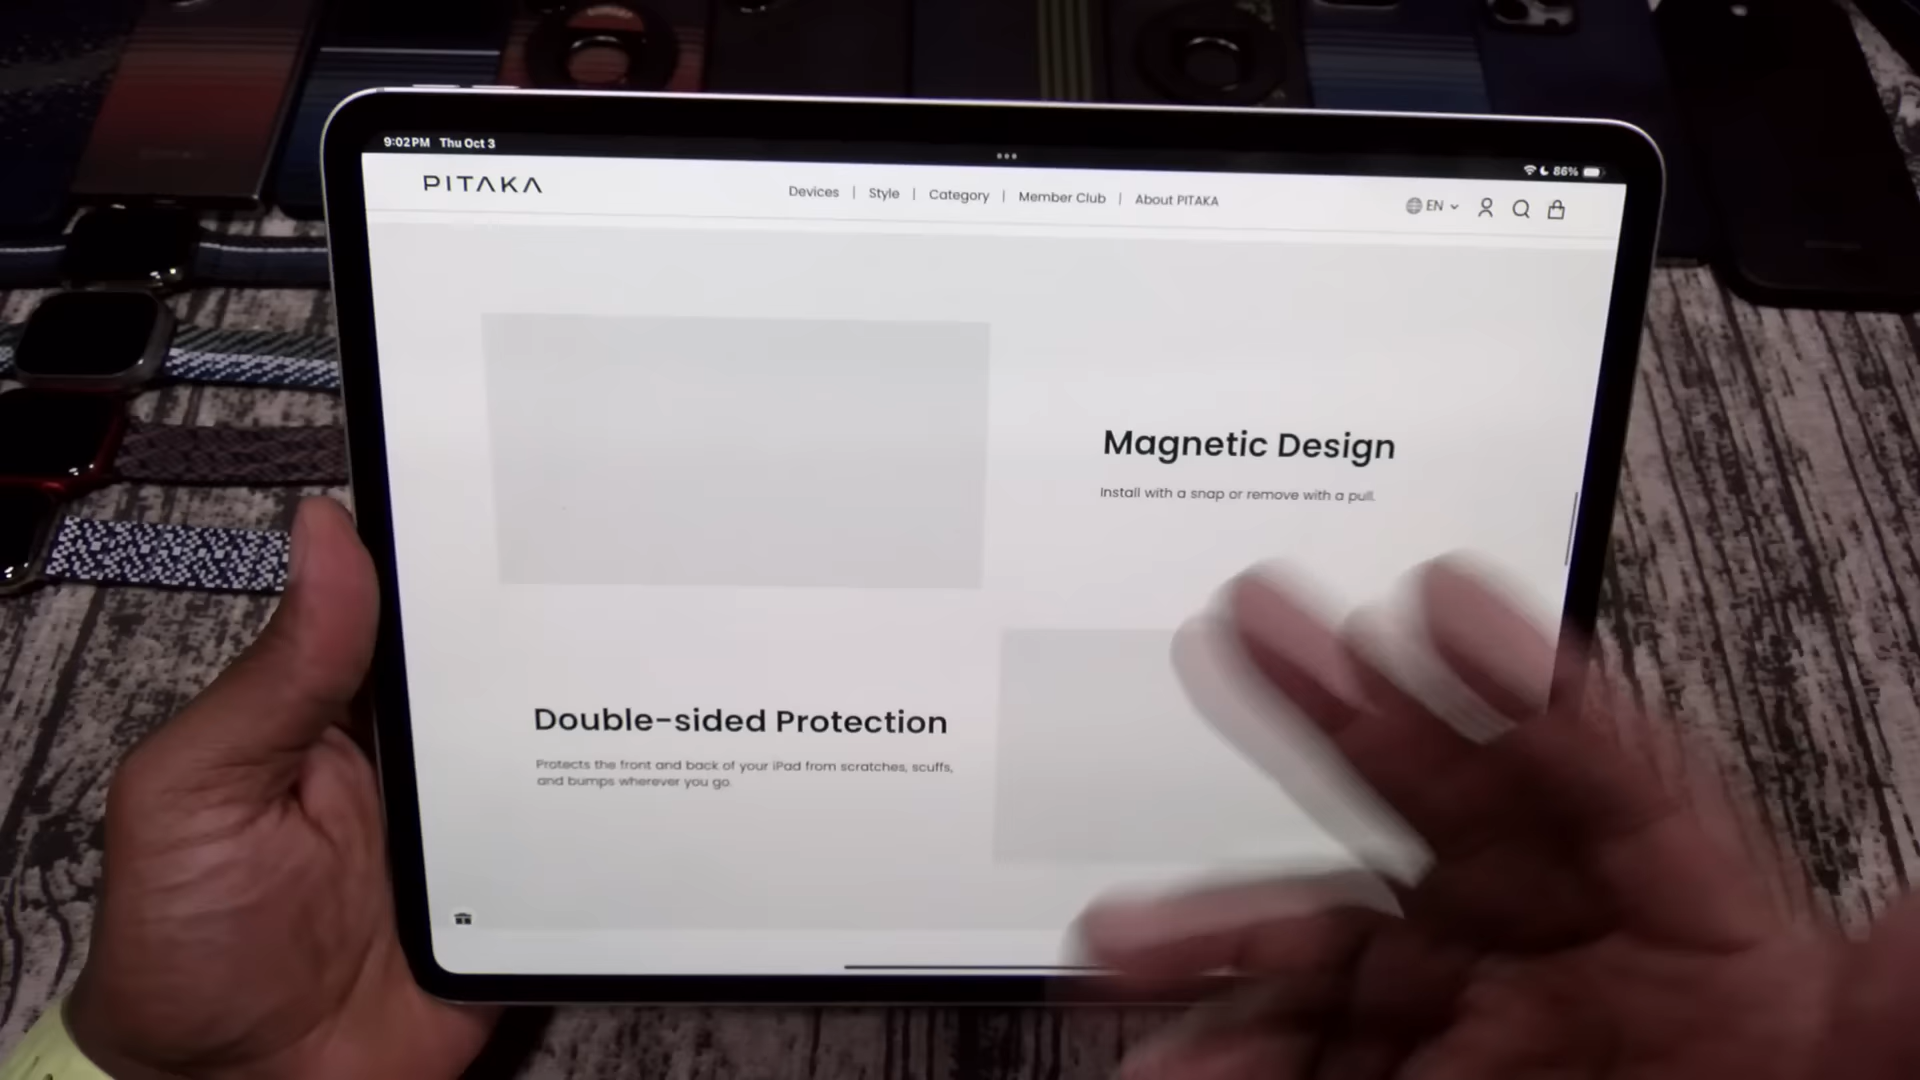 9:02PM Thu Oct 3
86%
PITAKA
Devices | Style | Category | Member Club | About PITAKA
EN
Magnetic Design
Install with a snap or remove with a pull.
Double-sided Protection
Protects the front and back of your iPad from scratches, scuffs,
and bumps wherever you go.